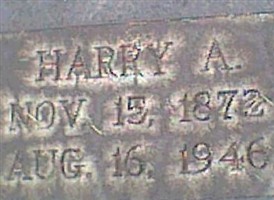 HARRY A.
NOV. 15, 1872
AUG. 16, 1946